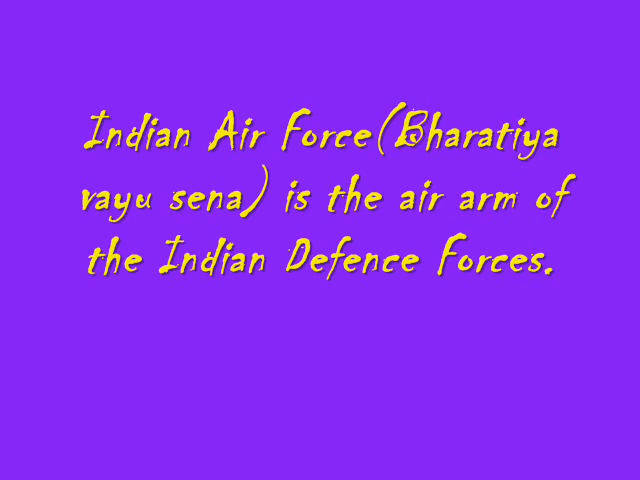 Indian Air Force(Bharatiya
vayu sena) is the air arm of
the Indian Defence Forces.